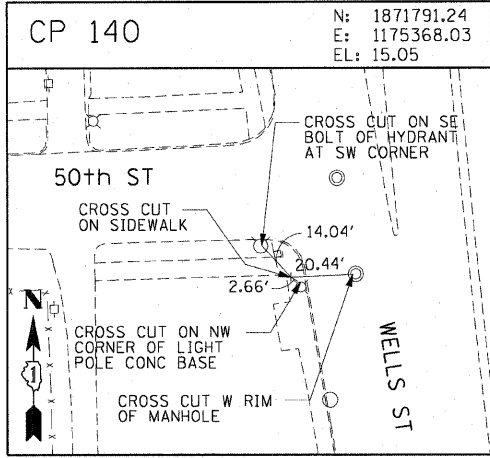 CP 140
N: 1871791.24
E: 1175368.03
EL: 15.05
CROSS CUT ON SE
BOLT OF HYDRANT
AT SW CORNER
50th ST
CROSS CUT
ON SIDEWALK
14.04'
20.44'
2.66'
N
1
CROSS CUT ON NW
CORNER OF LIGHT
POLE CONC BASE
CROSS CUT W RIM
OF MANHOLE
WELLS ST